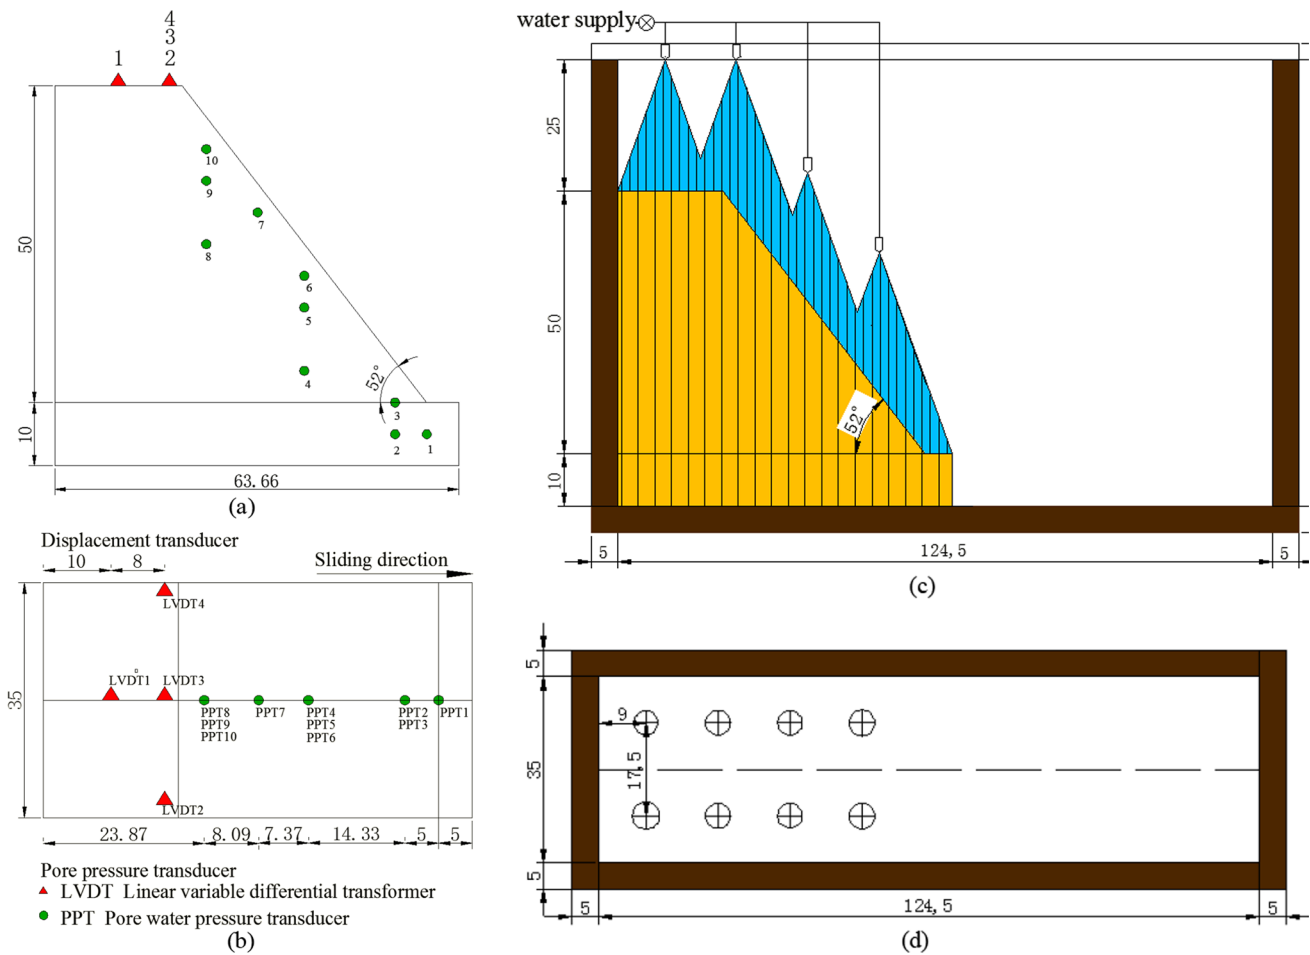 4
3
1 2
10
9
7
8
6
5
4
52°
3
2 1
50
10
63.66
(a)
Displacement transducer
10 8
Sliding direction
LVDT4
LVDT1 LVDT3
PPT8 PPT7 PPT4 PPT2 PPT1
PPT9 PPT5 PPT3
PPT10 PPT6
LVDT2
35
23.87 8.09 7.37 14.33 5 5
Pore pressure transducer
LVDT Linear variable differential transformer
PPT Pore water pressure transducer
(b)
water supply
25
50
10
52°
5 124,5 5
(c)
5
35
5
9
17,5
5 124,5 5
(d)